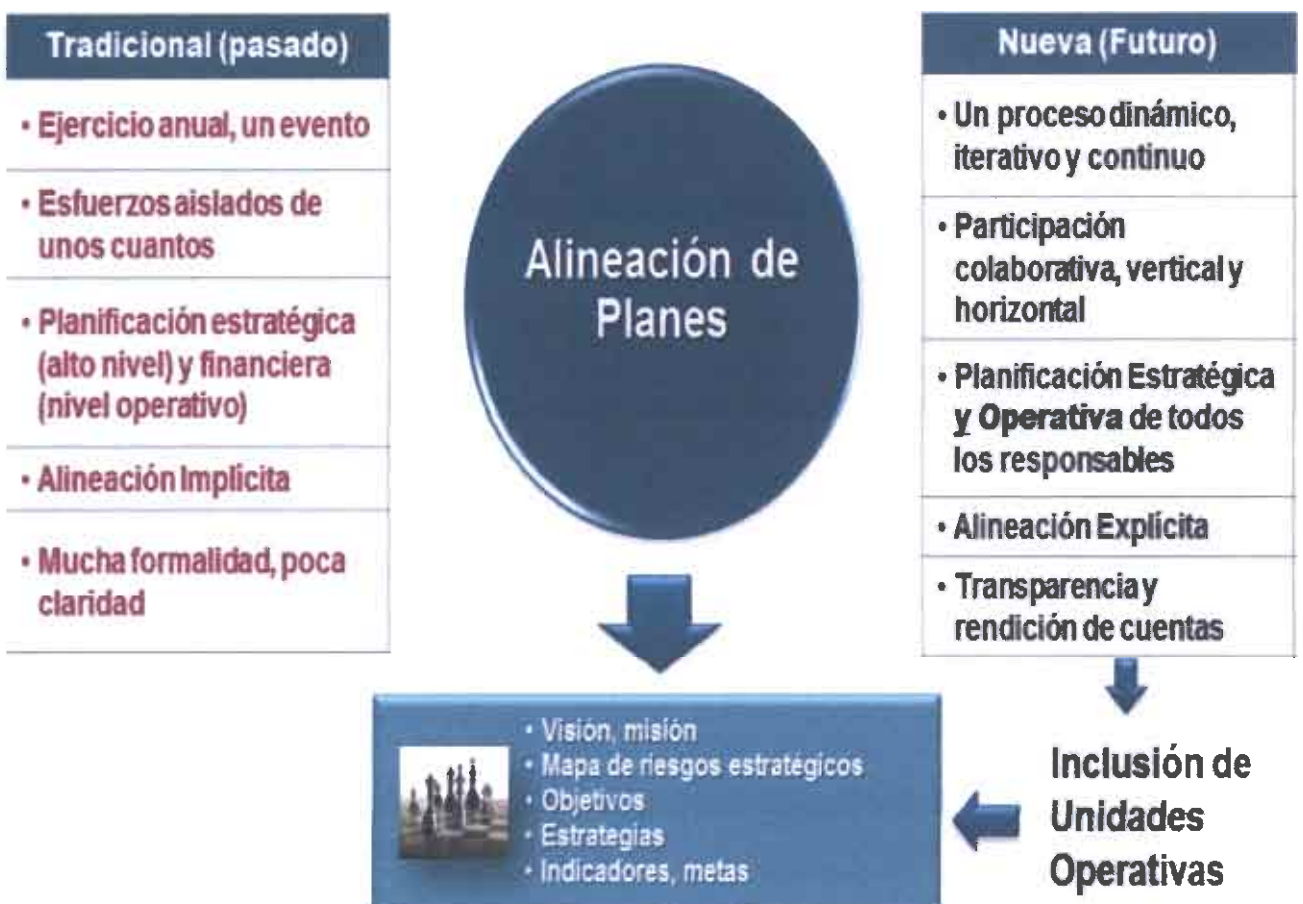 Tradicional (pasado)
• Ejercicio anual, un evento
• Esfuerzos aislados de
unos cuantos
• Planificación estratégica
(alto nivel) y financiera
(nivel operativo)
• Alineación Implícita
• Mucha formalidad, poca
claridad
Alineación de
Planes
Nueva (Futuro)
• Un proceso dinámico,
iterativo y continuo
• Participación
colaborativa, vertical y
horizontal
• Planificación Estratégica
y Operativa de todos
los responsables
• Alineación Explícita
• Transparencia y
rendición de cuentas
• Visión, misión
• Mapa de riesgos estratégicos
• Objetivos
• Estrategias
• Indicadores, metas
Inclusión de
Unidades
Operativas